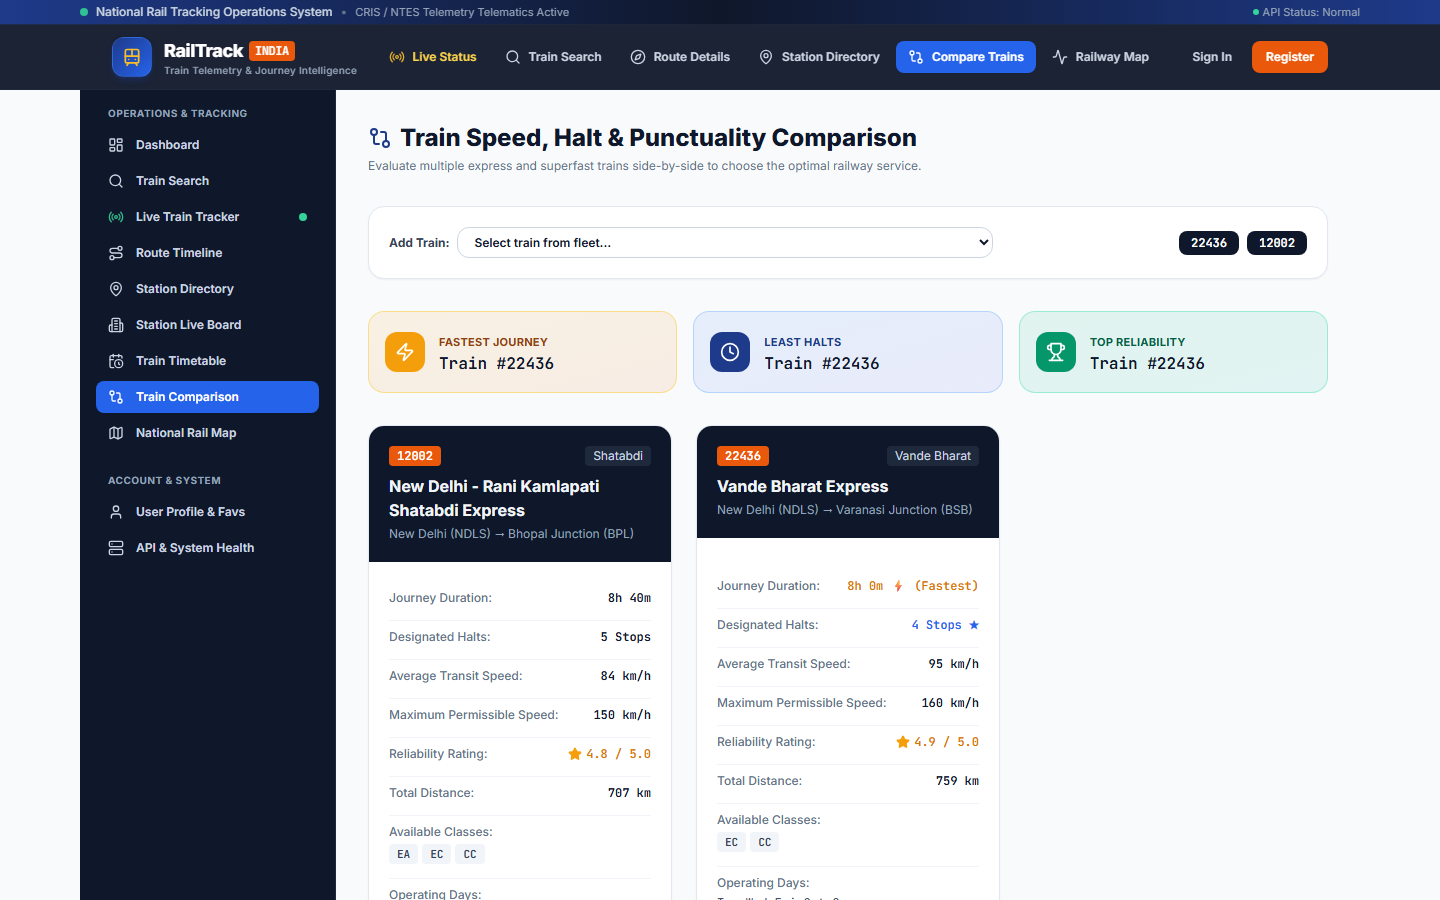 National Rail Tracking Operations System • CRIS / NTES Telemetry Telematics Active
API Status: Normal
RailTrack INDIA
Train Telemetry & Journey Intelligence
Live Status
Train Search
Route Details
Station Directory
Compare Trains
Railway Map
Sign In
Register
OPERATIONS & TRACKING
Dashboard
Train Search
Live Train Tracker
Route Timeline
Station Directory
Station Live Board
Train Timetable
Train Comparison
National Rail Map
ACCOUNT & SYSTEM
User Profile & Favs
API & System Health
Train Speed, Halt & Punctuality Comparison
Evaluate multiple express and superfast trains side-by-side to choose the optimal railway service.
Add Train: Select train from fleet...
22436 12002
FASTEST JOURNEY
Train #22436
LEAST HALTS
Train #22436
TOP RELIABILITY
Train #22436
12002 Shatabdi
New Delhi - Rani Kamlapati
Shatabdi Express
New Delhi (NDLS) → Bhopal Junction (BPL)
Journey Duration: 8h 40m
Designated Halts: 5 Stops
Average Transit Speed: 84 km/h
Maximum Permissible Speed: 150 km/h
Reliability Rating: ⭐ 4.8 / 5.0
Total Distance: 707 km
Available Classes:
EA EC CC
Operating Days:
22436 Vande Bharat
Vande Bharat Express
New Delhi (NDLS) → Varanasi Junction (BSB)
Journey Duration: 8h 0m ⚡ (Fastest)
Designated Halts: 4 Stops ★
Average Transit Speed: 95 km/h
Maximum Permissible Speed: 160 km/h
Reliability Rating: ⭐ 4.9 / 5.0
Total Distance: 759 km
Available Classes:
EC CC
Operating Days: